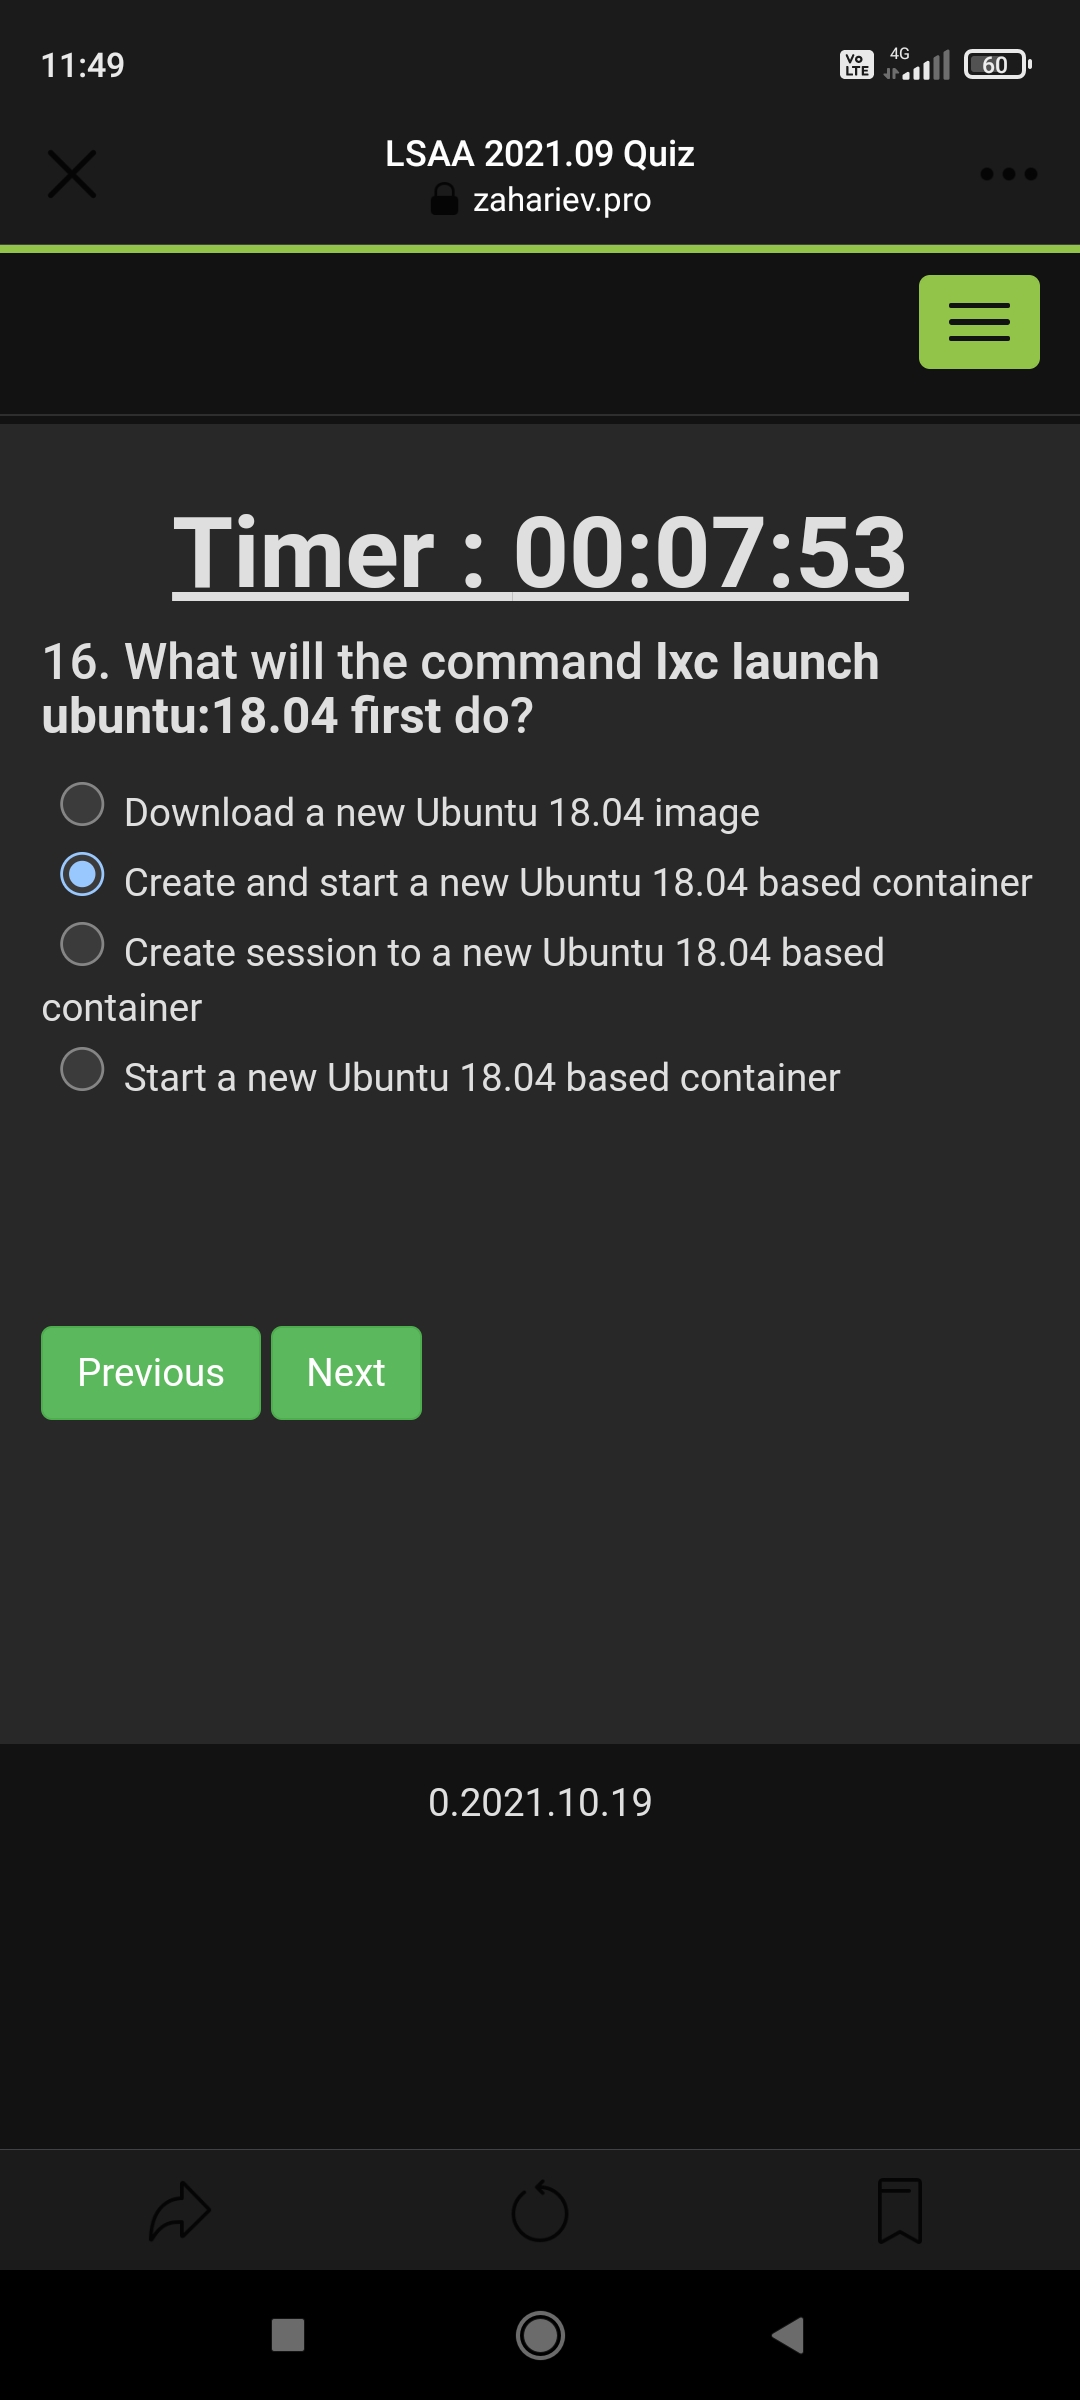 11:49
Vo LTE 4G 60
LSAA 2021.09 Quiz
zahariev.pro
Timer : 00:07:53
16. What will the command lxc launch
ubuntu:18.04 first do?
Download a new Ubuntu 18.04 image
Create and start a new Ubuntu 18.04 based container
Create session to a new Ubuntu 18.04 based
container
Start a new Ubuntu 18.04 based container
Previous Next
0.2021.10.19